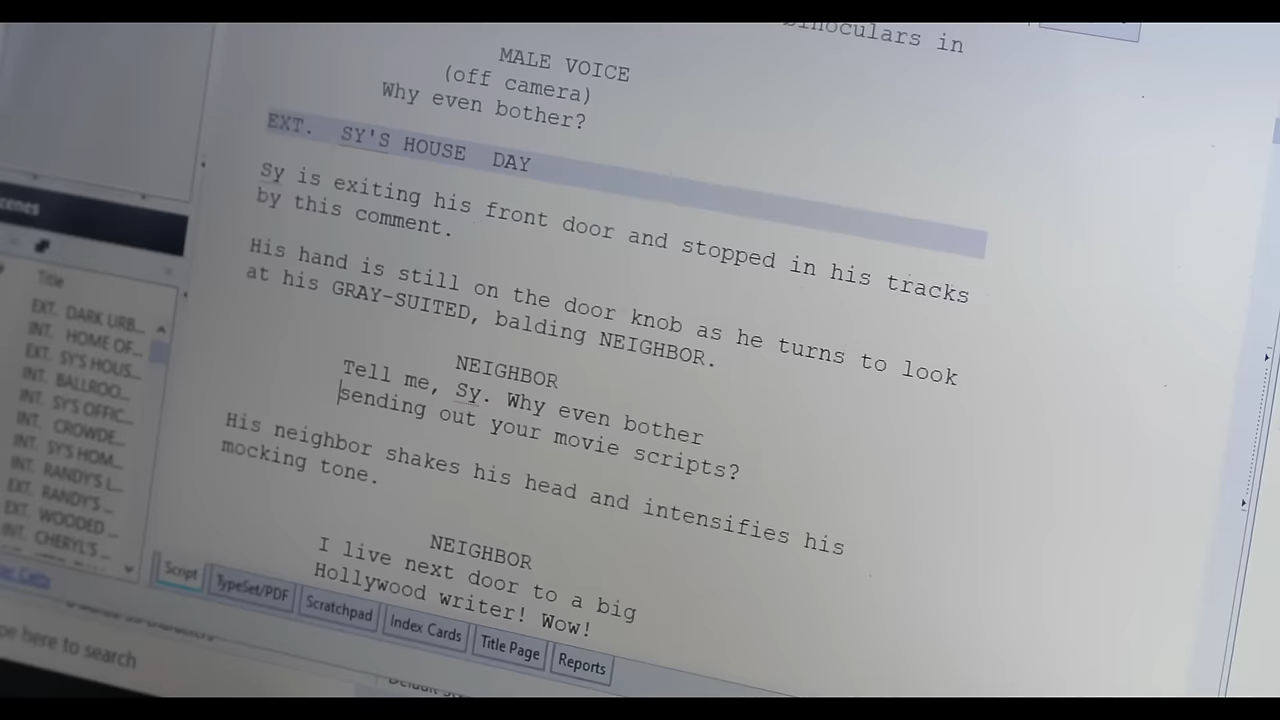 Binoculars in
MALE VOICE
(off camera)
Why even bother?
EXT. SY'S HOUSE DAY
Sy is exiting his front door and stopped in his tracks
by this comment.
His hand is still on the door knob as he turns to look
at his GRAY-SUITED, balding NEIGHBOR.
NEIGHBOR
Tell me, Sy. Why even bother
sending out your movie scripts?
His neighbor shakes his head and intensifies his
mocking tone.
NEIGHBOR
I live next door to a big
Hollywood writer! Wow!
Title
EXT. DARK URB...
INT. HOME OF...
EXT. SY'S HOUS...
INT. BALLROO...
INT. SY'S OFFIC...
INT. CROWDE...
INT. SY'S HOM...
INT. RANDY'S L...
EXT. RANDY'S ...
EXT. WOODED ...
INT. CHERYL'S ...
Script
TypeSet/PDF
Scratchpad
Index Cards
Title Page
Reports
here to search